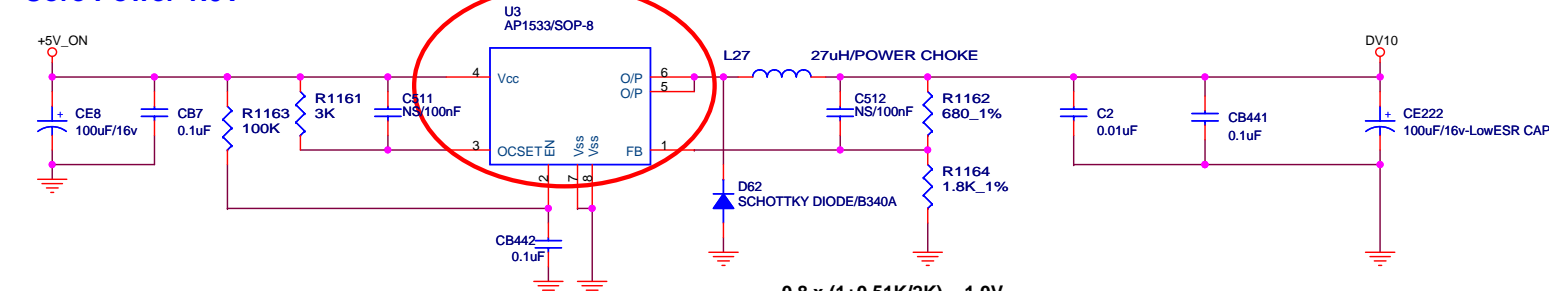 U3
AP1533/SOP-8
+5V_ON
L27
27uH/POWER CHOKE
DV10
4
Vcc
O/P
6
O/P
5
CE8
100uF/16v
CB7
0.1uF
R1163
100K
R1161
3K
C511
NS/100nF
C512
NS/100nF
R1162
680_1%
C2
0.01uF
CB441
0.1uF
CE222
100uF/16v-LowESR CAP
3
OCSET
EN
Vss
Vss
FB
1
2
7
8
R1164
1.8K_1%
D62
SCHOTTKY DIODE/B340A
CB442
0.1uF